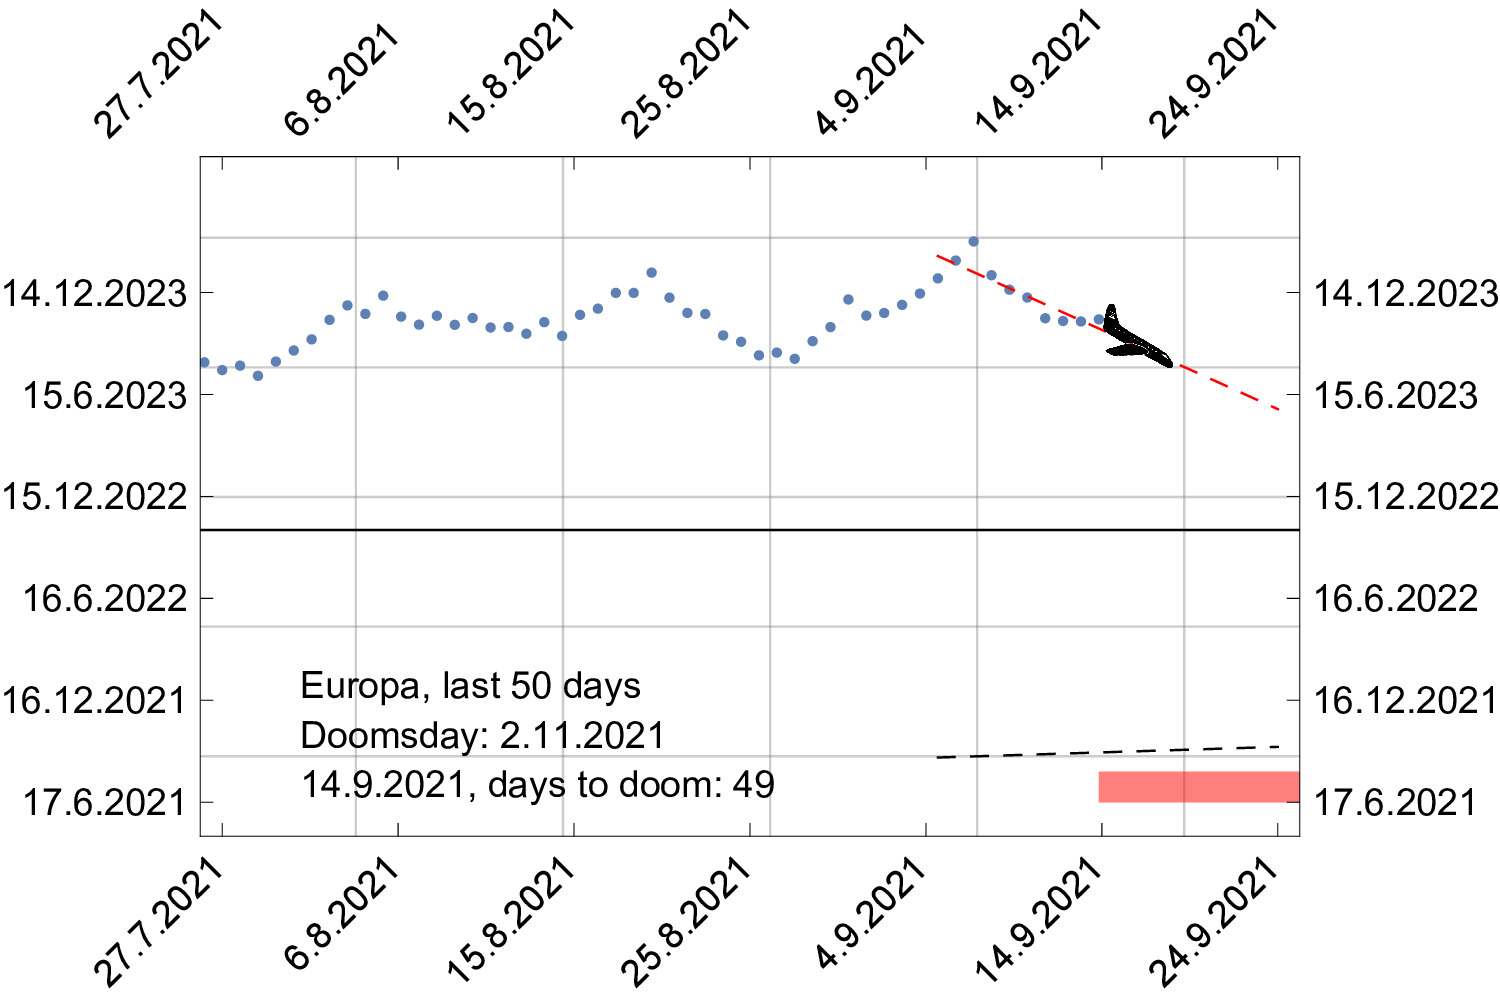 27.7.2021 6.8.2021 15.8.2021 25.8.2021 4.9.2021 14.9.2021 24.9.2021
14.12.2023 14.12.2023
15.6.2023 15.6.2023
15.12.2022 15.12.2022
16.6.2022 16.6.2022
Europa, last 50 days
16.12.2021 16.12.2021
Doomsday: 2.11.2021
14.9.2021, days to doom: 49
17.6.2021 17.6.2021
27.7.2021 6.8.2021 15.8.2021 25.8.2021 4.9.2021 14.9.2021 24.9.2021